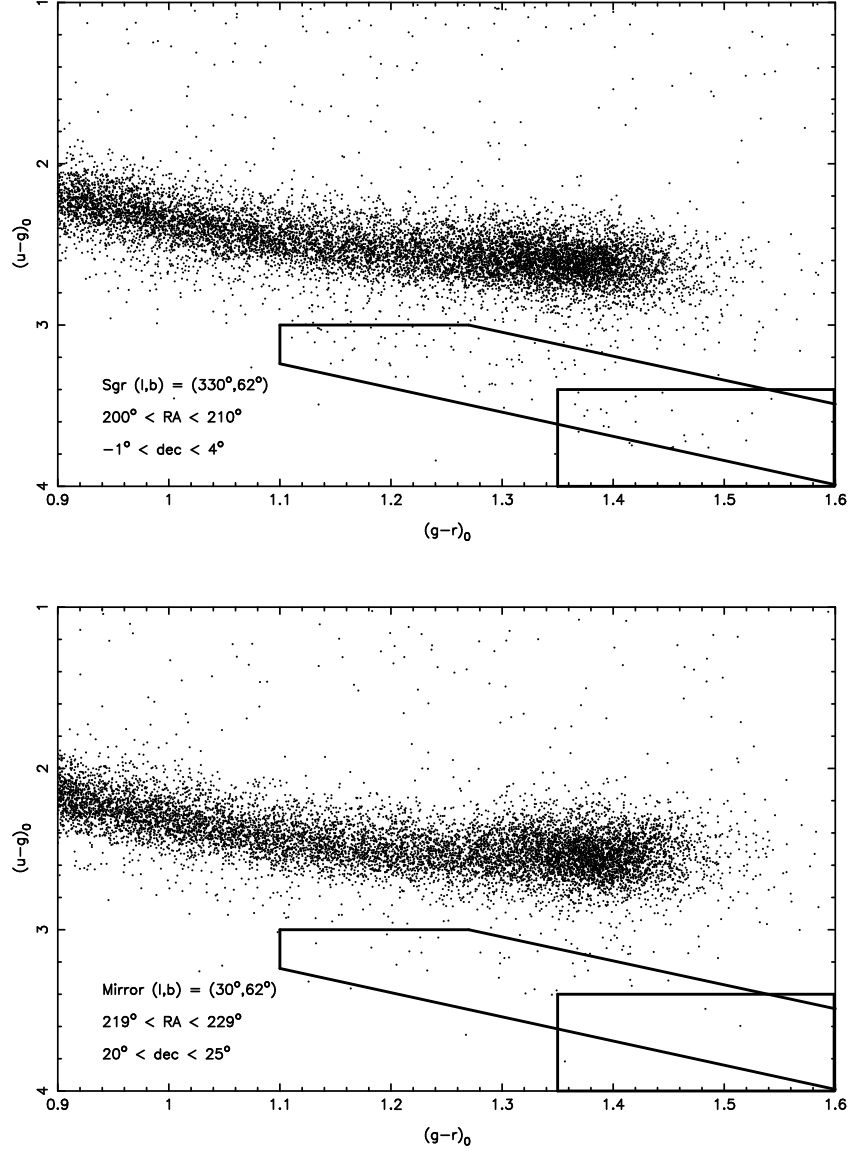 1
2
(u−g)₀
3
4
Sgr (l,b) = (330°,62°)
200° < RA < 210°
−1° < dec < 4°
0.9 1 1.1 1.2 1.3 1.4 1.5 1.6
(g−r)₀
1
2
(u−g)₀
3
4
Mirror (l,b) = (30°,62°)
219° < RA < 229°
20° < dec < 25°
0.9 1 1.1 1.2 1.3 1.4 1.5 1.6
(g−r)₀